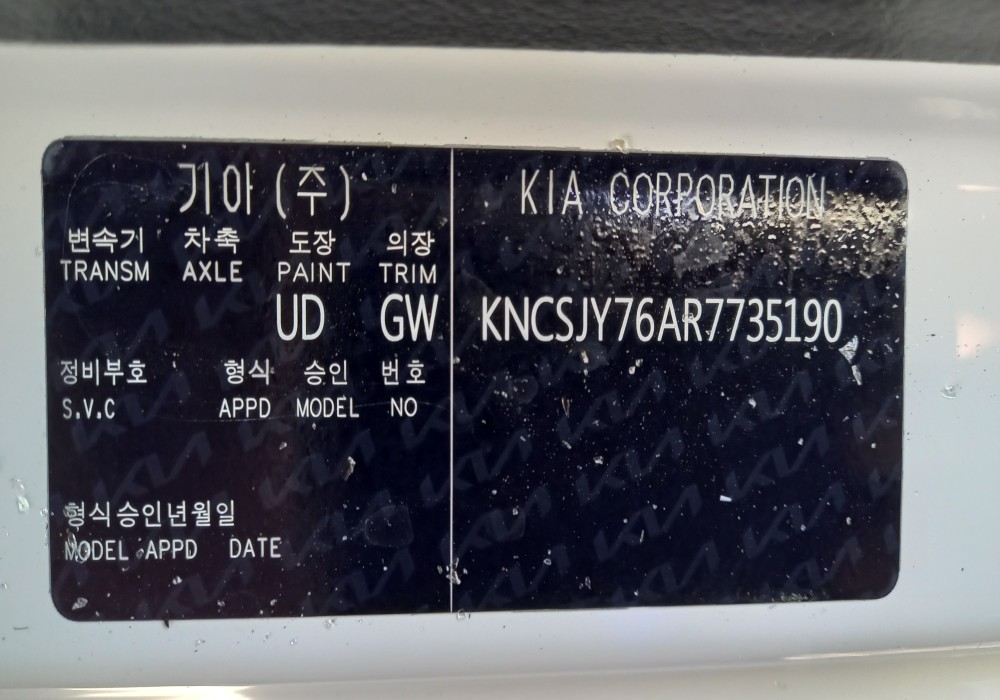 기아(주)
변속기 차축 도장 의장
TRANSM AXLE PAINT TRIM
UD GW
정비부호 형식 승인 번호
S.V.C APPD MODEL NO
형식승인년월일
MODEL APPD DATE
KIA CORPORATION
KNCSJY76AR7735190